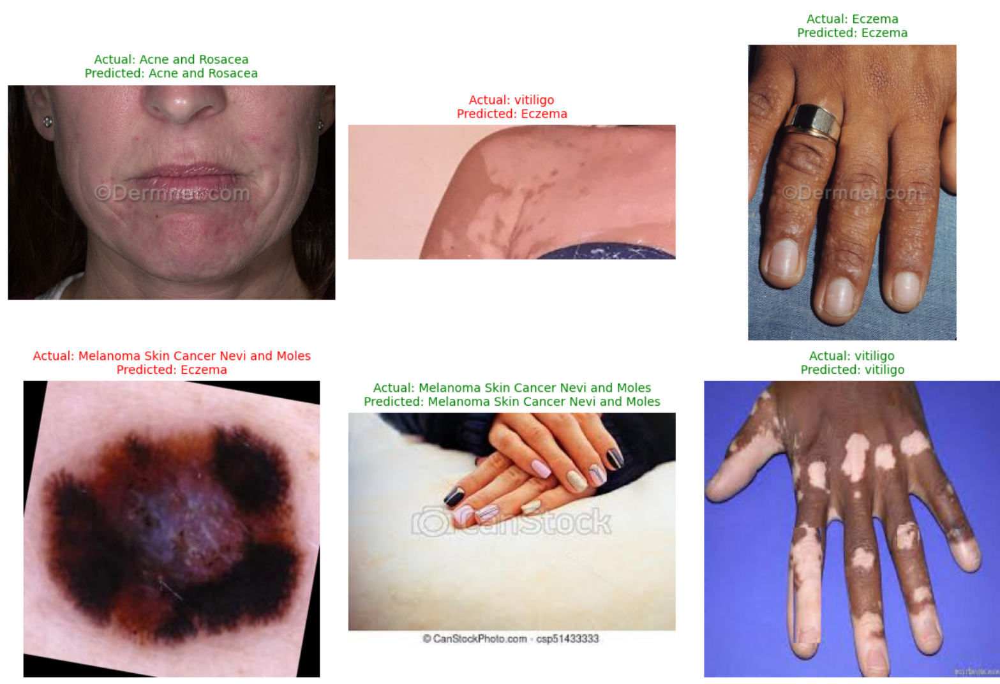 Actual: Acne and Rosacea
Predicted: Acne and Rosacea
©Dermnet.com
Actual: vitiligo
Predicted: Eczema
Actual: Eczema
Predicted: Eczema
©Dermnet.com
Actual: Melanoma Skin Cancer Nevi and Moles
Predicted: Eczema
Actual: Melanoma Skin Cancer Nevi and Moles
Predicted: Melanoma Skin Cancer Nevi and Moles
CanStock
© CanStockPhoto.com - csp51433333
Actual: vitiligo
Predicted: vitiligo